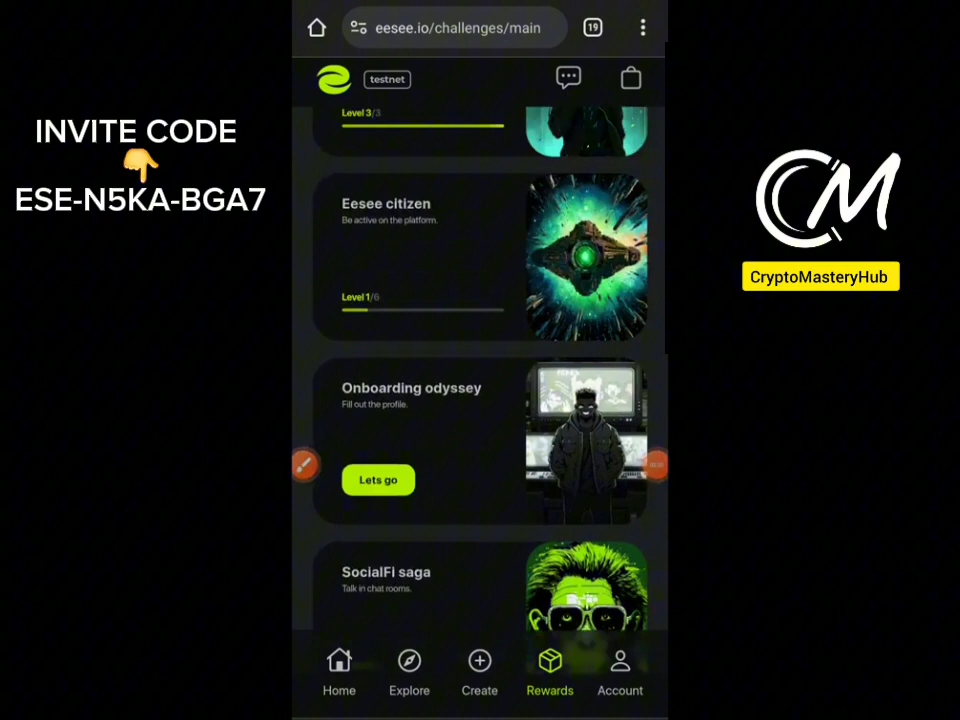 INVITE CODE
👇
ESE-N5KA-BGA7
eesee.io/challenges/main
19
testnet
Level 3/3
Eesee citizen
Be active on the platform.
Level 1/6
Onboarding odyssey
Fill out the profile.
Lets go
SocialFi saga
Talk in chat rooms.
Home
Explore
Create
Rewards
Account
CM
CryptoMasteryHub